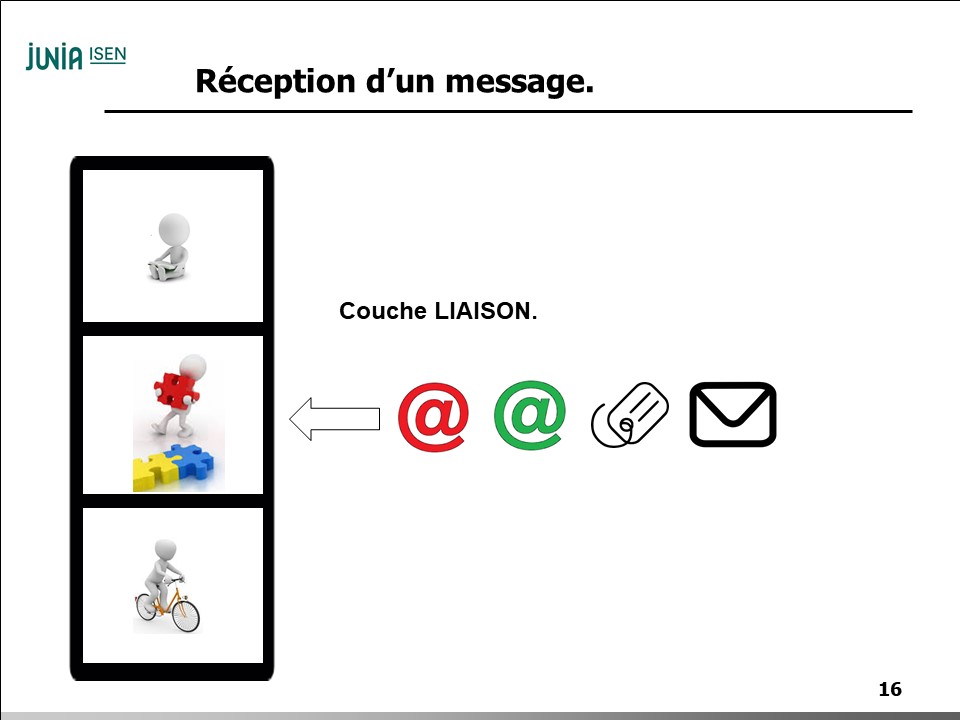 JUNIA ISEN
Réception d’un message.
Couche LIAISON.
@ @
16